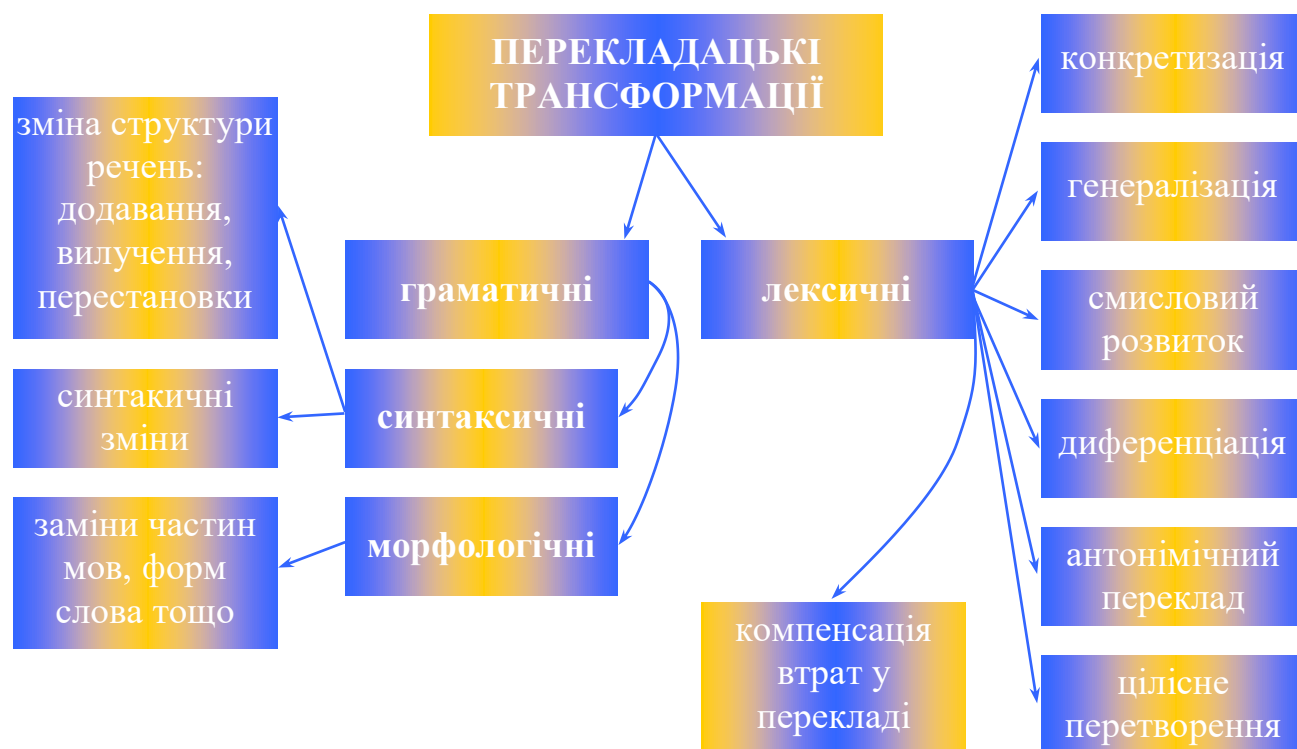 ПЕРЕКЛАДАЦЬКІ
ТРАНСФОРМАЦІЇ
зміна структури
речень:
додавання,
вилучення,
перестановки
синтакичні
зміни
заміни частин
мов, форм
слова тощо
граматичні
синтаксичні
морфологічні
лексичні
компенсація
втрат у
перекладі
конкретизація
генералізація
смисловий
розвиток
диференціація
антонімічний
переклад
цілісне
перетворення